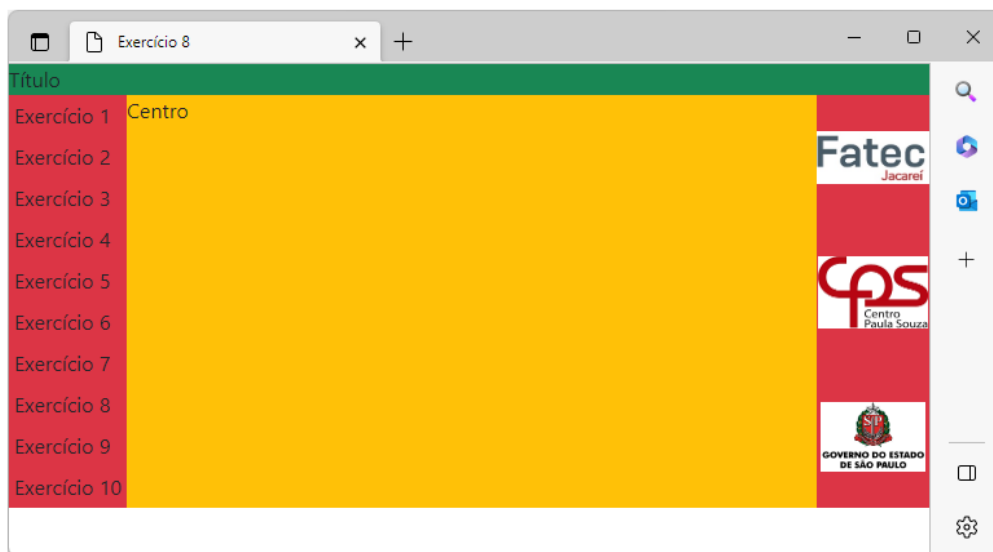 Exercício 8
Título
Exercício 1
Exercício 2
Exercício 3
Exercício 4
Exercício 5
Exercício 6
Exercício 7
Exercício 8
Exercício 9
Exercício 10
Centro
Fatec
Jacareí
CPS
Centro
Paula Souza
GOVERNO DO ESTADO
DE SÃO PAULO